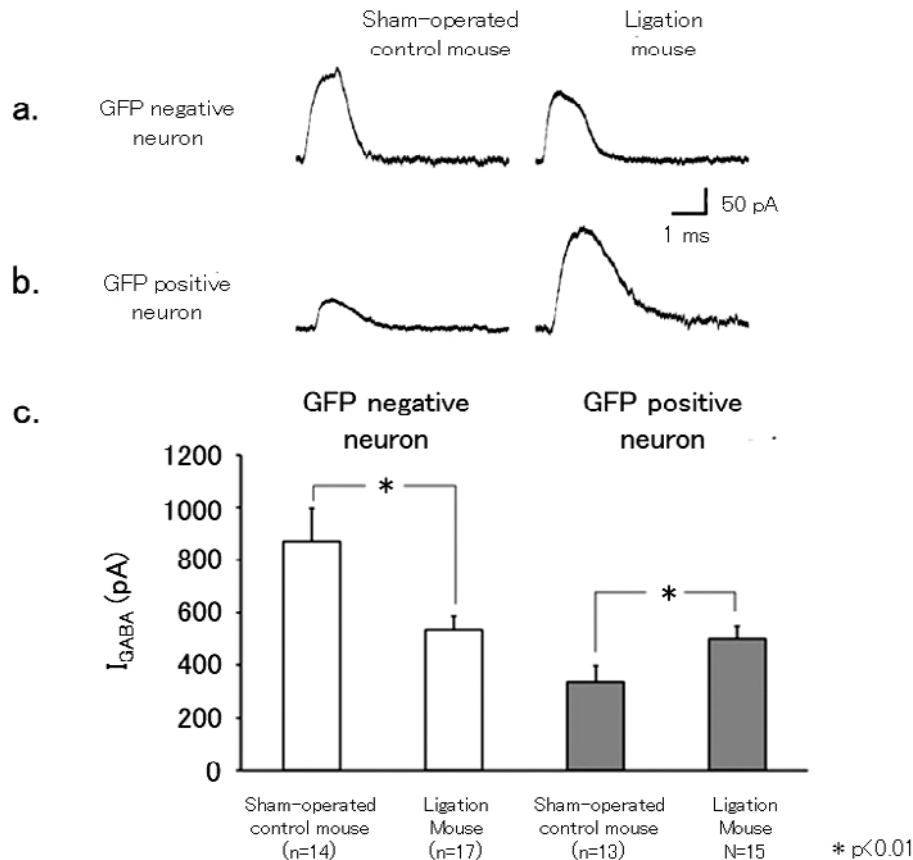 Sham-operated
control mouse
Ligation
mouse
a.
GFP negative
neuron
50 pA
1 ms
b.
GFP positive
neuron
c.
GFP negative
neuron
GFP positive
neuron
1200
1000
800
600
400
200
0
I GABA (pA)
*
*
Sham-operated
control mouse
(n=14)
Ligation
Mouse
(n=17)
Sham-operated
control mouse
(n=13)
Ligation
Mouse
N=15
* p<0.01